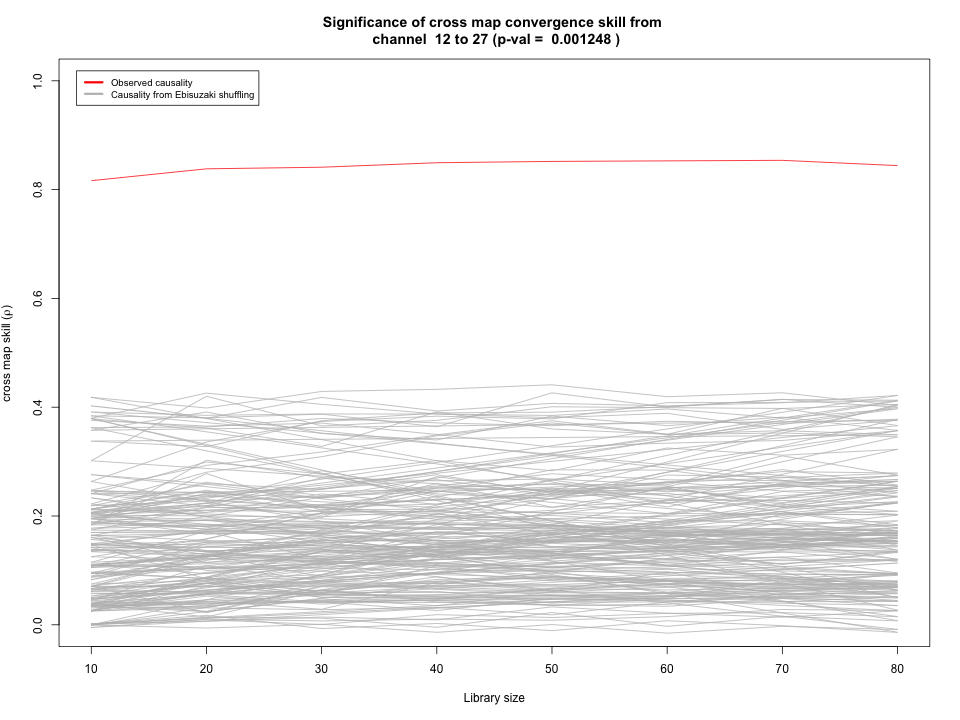 Significance of cross map convergence skill from
channel  12 to 27 (p-val =  0.001248 )
Observed causality
Causality from Ebisuzaki shuffling
cross map skill (ρ)
1.0
0.8
0.6
0.4
0.2
0.0
10 20 30 40 50 60 70 80
Library size